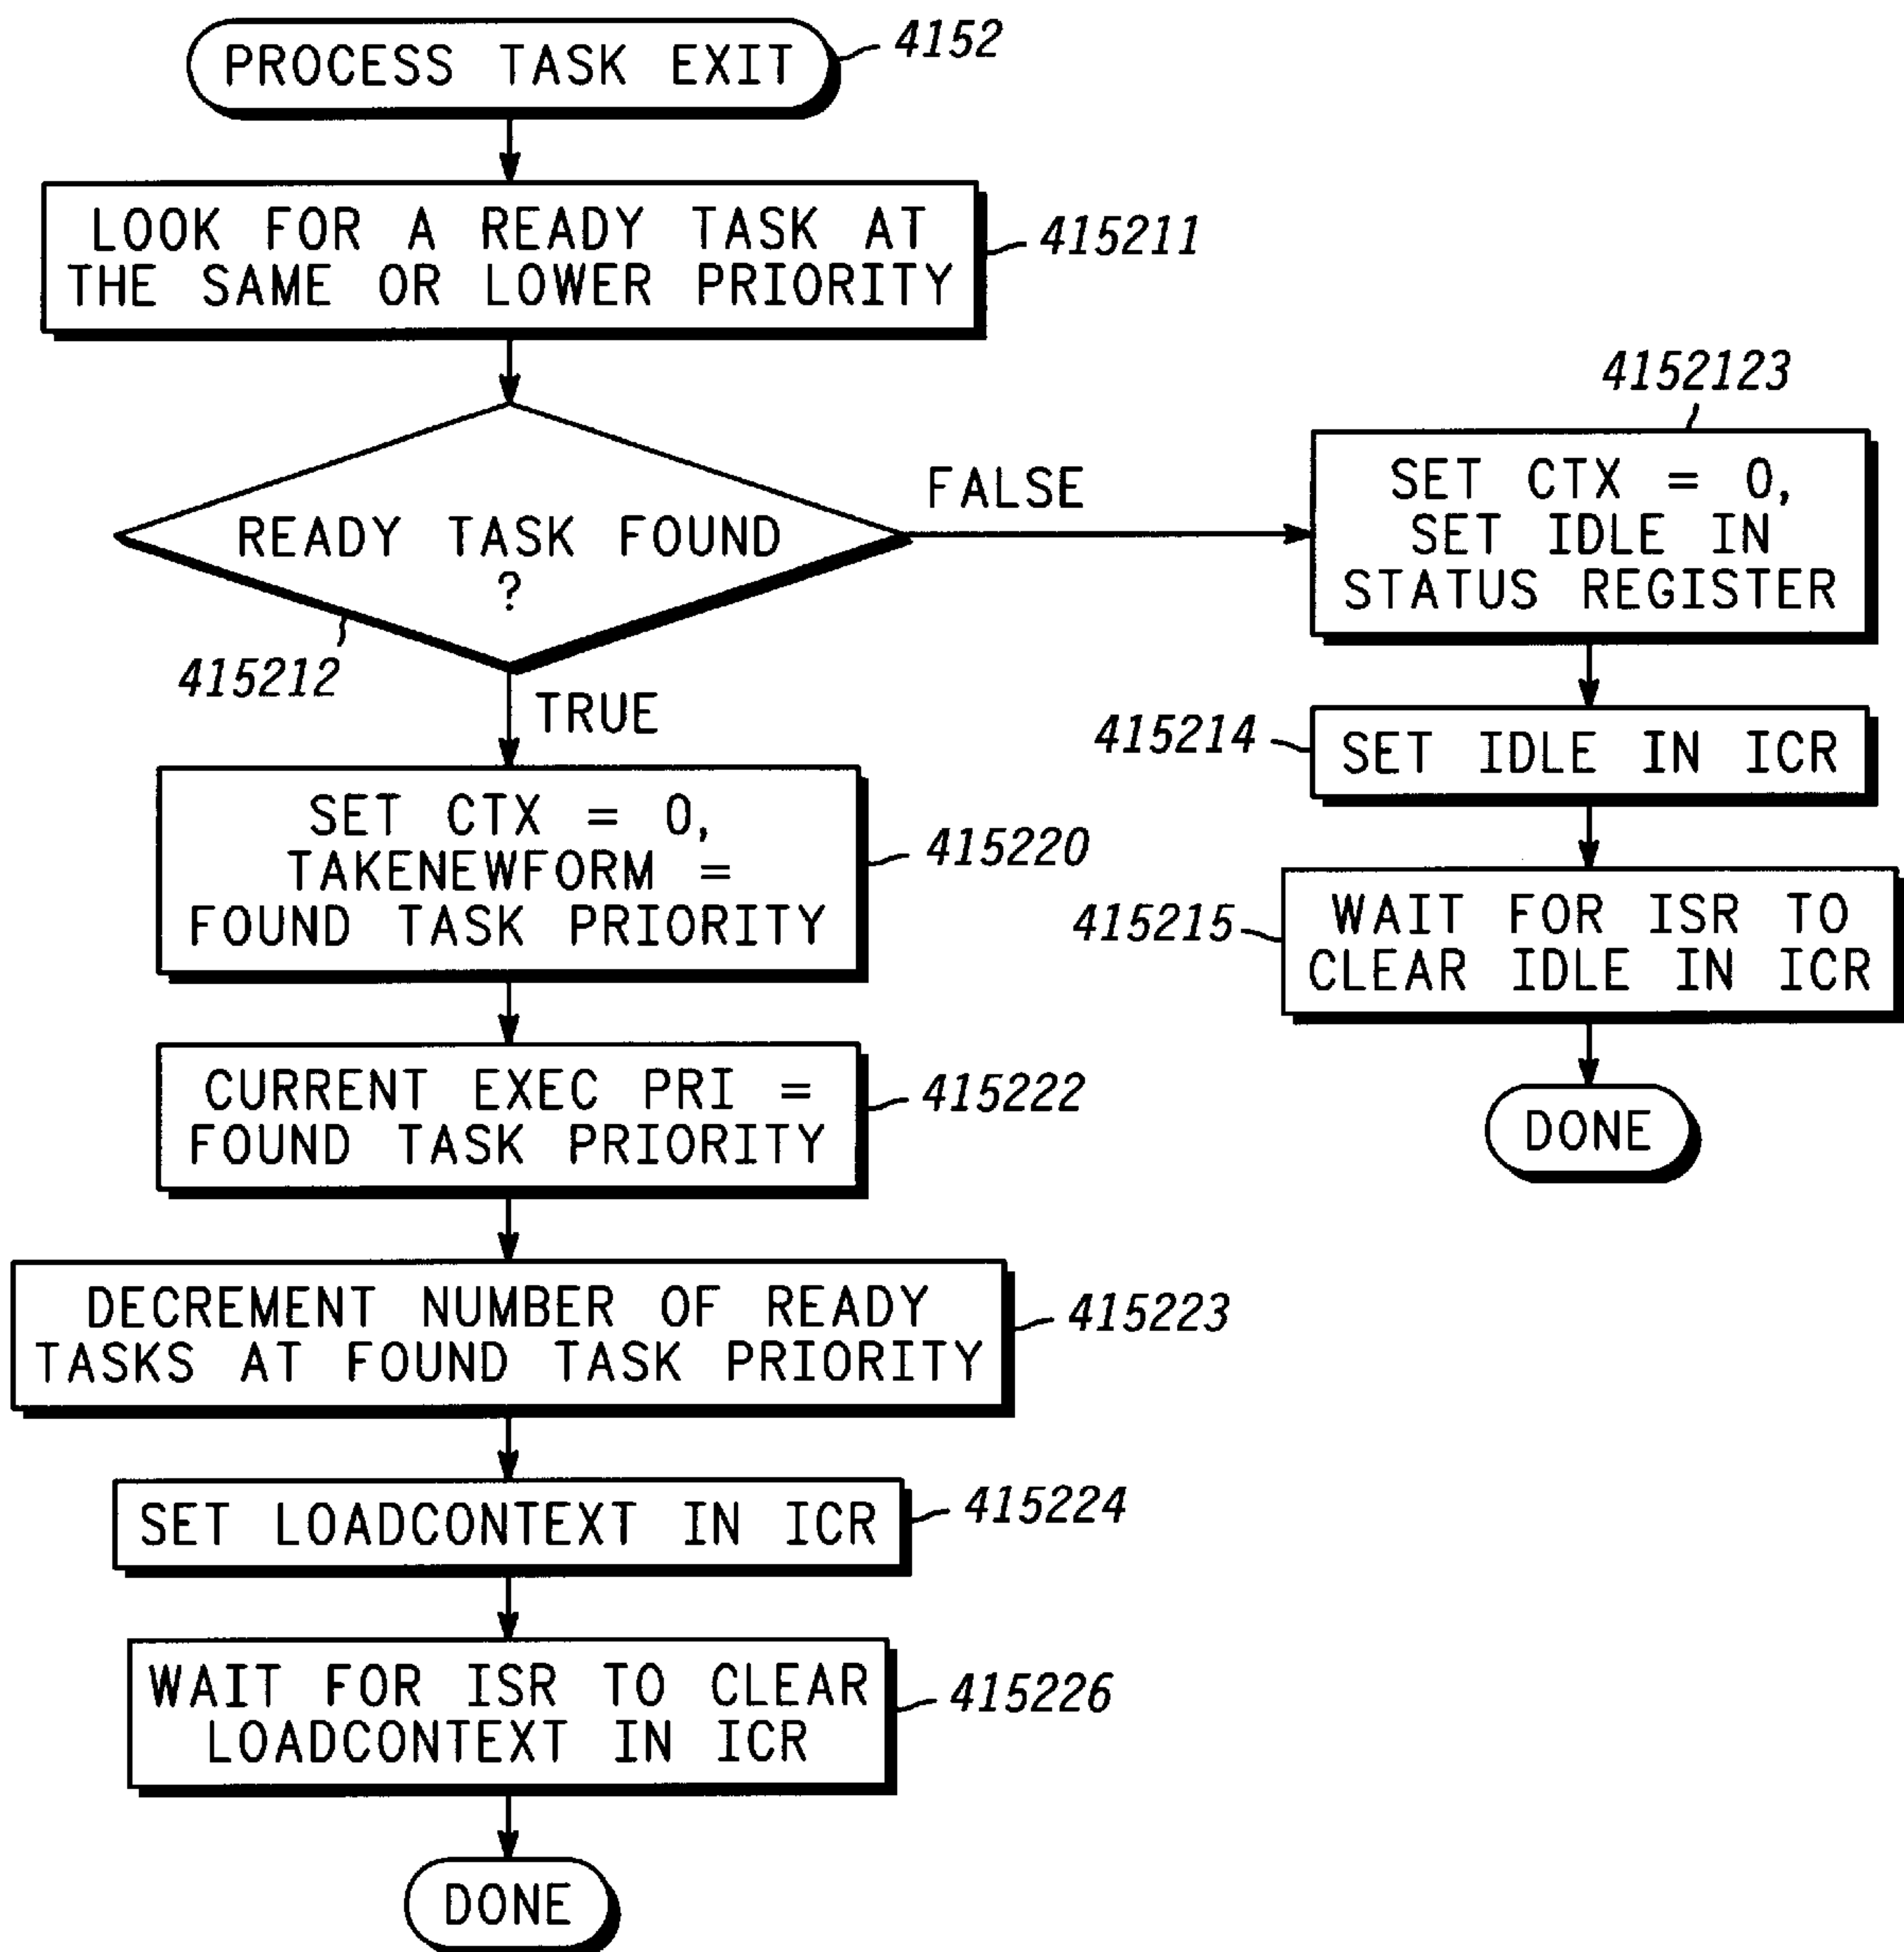 PROCESS TASK EXIT
4152
LOOK FOR A READY TASK AT
THE SAME OR LOWER PRIORITY
415211
READY TASK FOUND
?
415212
FALSE
TRUE
4152123
SET CTX = 0,
SET IDLE IN
STATUS REGISTER
415214
SET IDLE IN ICR
415215
WAIT FOR ISR TO
CLEAR IDLE IN ICR
DONE
SET CTX = 0,
TAKENEWFORM =
FOUND TASK PRIORITY
415220
CURRENT EXEC PRI =
FOUND TASK PRIORITY
415222
DECREMENT NUMBER OF READY
TASKS AT FOUND TASK PRIORITY
415223
SET LOADCONTEXT IN ICR
415224
WAIT FOR ISR TO CLEAR
LOADCONTEXT IN ICR
415226
DONE